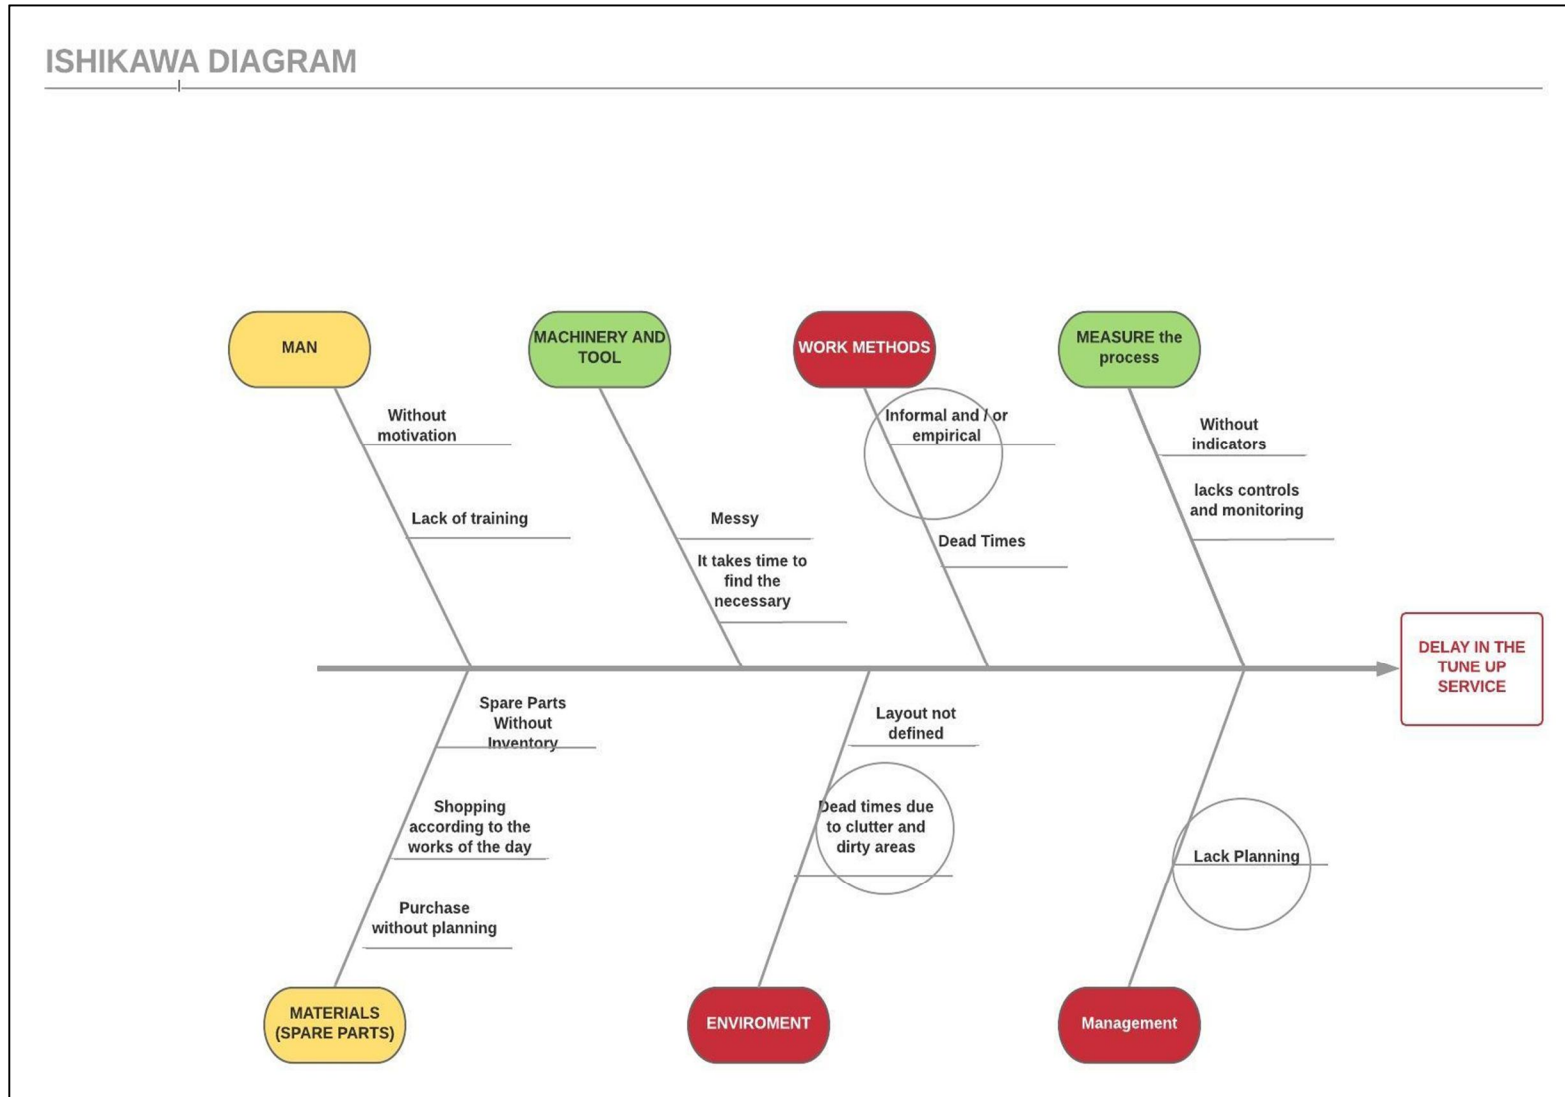 ISHIKAWA DIAGRAM
MAN
MACHINERY AND
TOOL
WORK METHODS
MEASURE the
process
Without
motivation
Lack of training
Messy
It takes time to
find the
necessary
Informal and / or
empirical
Dead Times
Without
indicators
lacks controls
and monitoring
DELAY IN THE
TUNE UP
SERVICE
Spare Parts
Without
Inventory
Shopping
according to the
works of the day
Purchase
without planning
Layout not
defined
Dead times due
to clutter and
dirty areas
Lack Planning
MATERIALS
(SPARE PARTS)
ENVIROMENT
Management